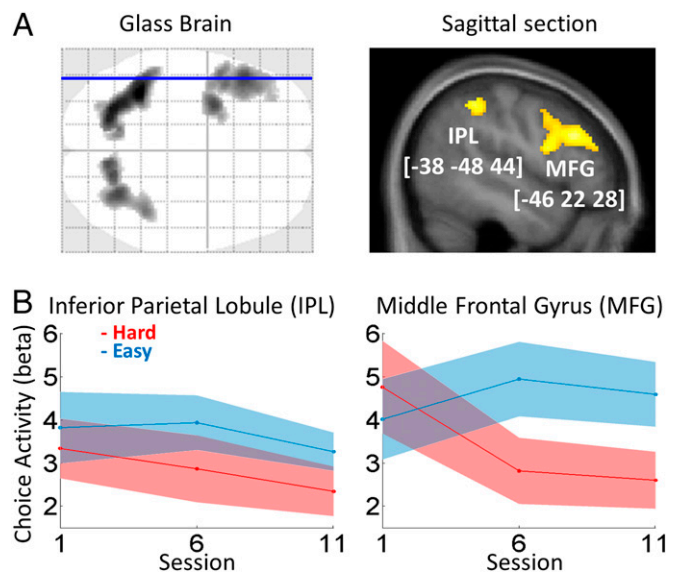 A
Glass Brain
Sagittal section
IPL
[-38 -48 44]
MFG
[-46 22 28]
B
Inferior Parietal Lobule (IPL)
Middle Frontal Gyrus (MFG)
Choice Activity (beta)
6
5
4
3
2
- Hard
- Easy
1
6
11
Session
6
5
4
3
2
1
6
11
Session